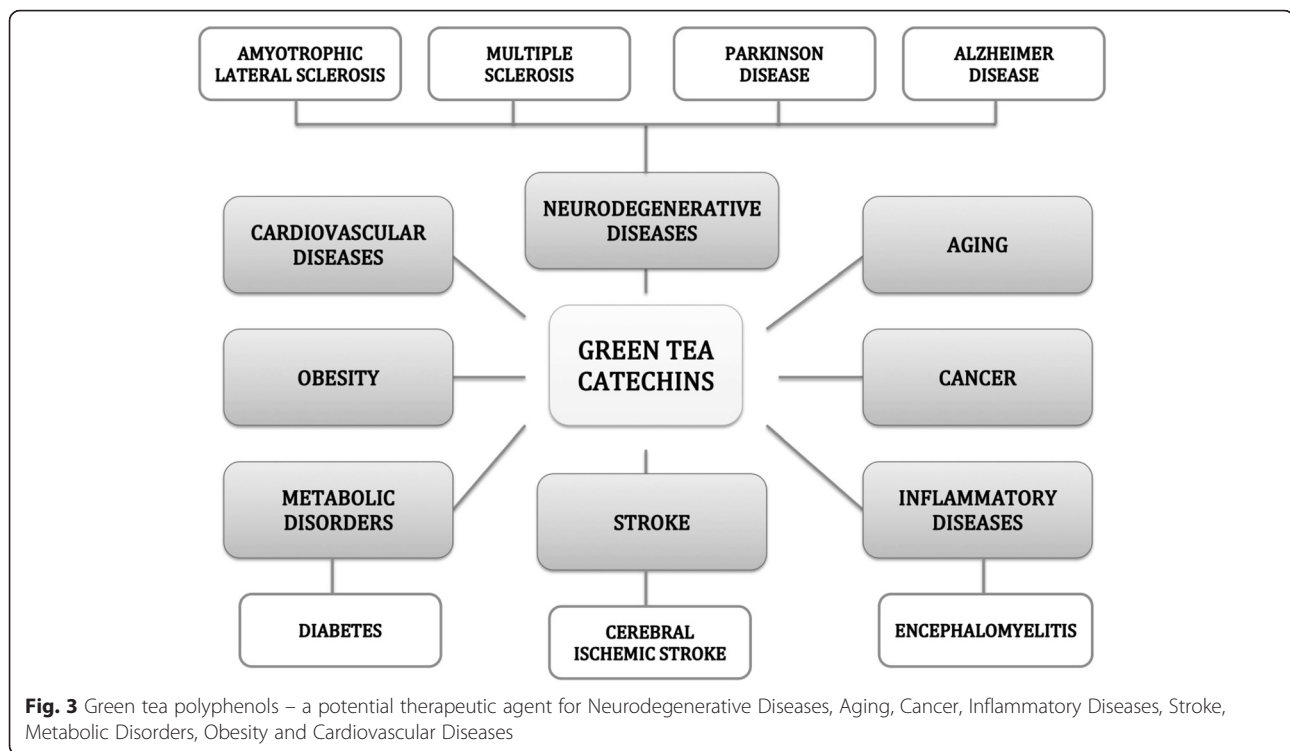 AMYOTROPHIC
LATERAL SCLEROSIS
MULTIPLE
SCLEROSIS
PARKINSON
DISEASE
ALZHEIMER
DISEASE
NEURODEGENERATIVE
DISEASES
CARDIOVASCULAR
DISEASES
AGING
GREEN TEA
CATECHINS
OBESITY
CANCER
METABOLIC
DISORDERS
STROKE
INFLAMMATORY
DISEASES
DIABETES
CEREBRAL
ISCHEMIC STROKE
ENCEPHALOMYELITIS
Fig. 3 Green tea polyphenols – a potential therapeutic agent for Neurodegenerative Diseases, Aging, Cancer, Inflammatory Diseases, Stroke,
Metabolic Disorders, Obesity and Cardiovascular Diseases